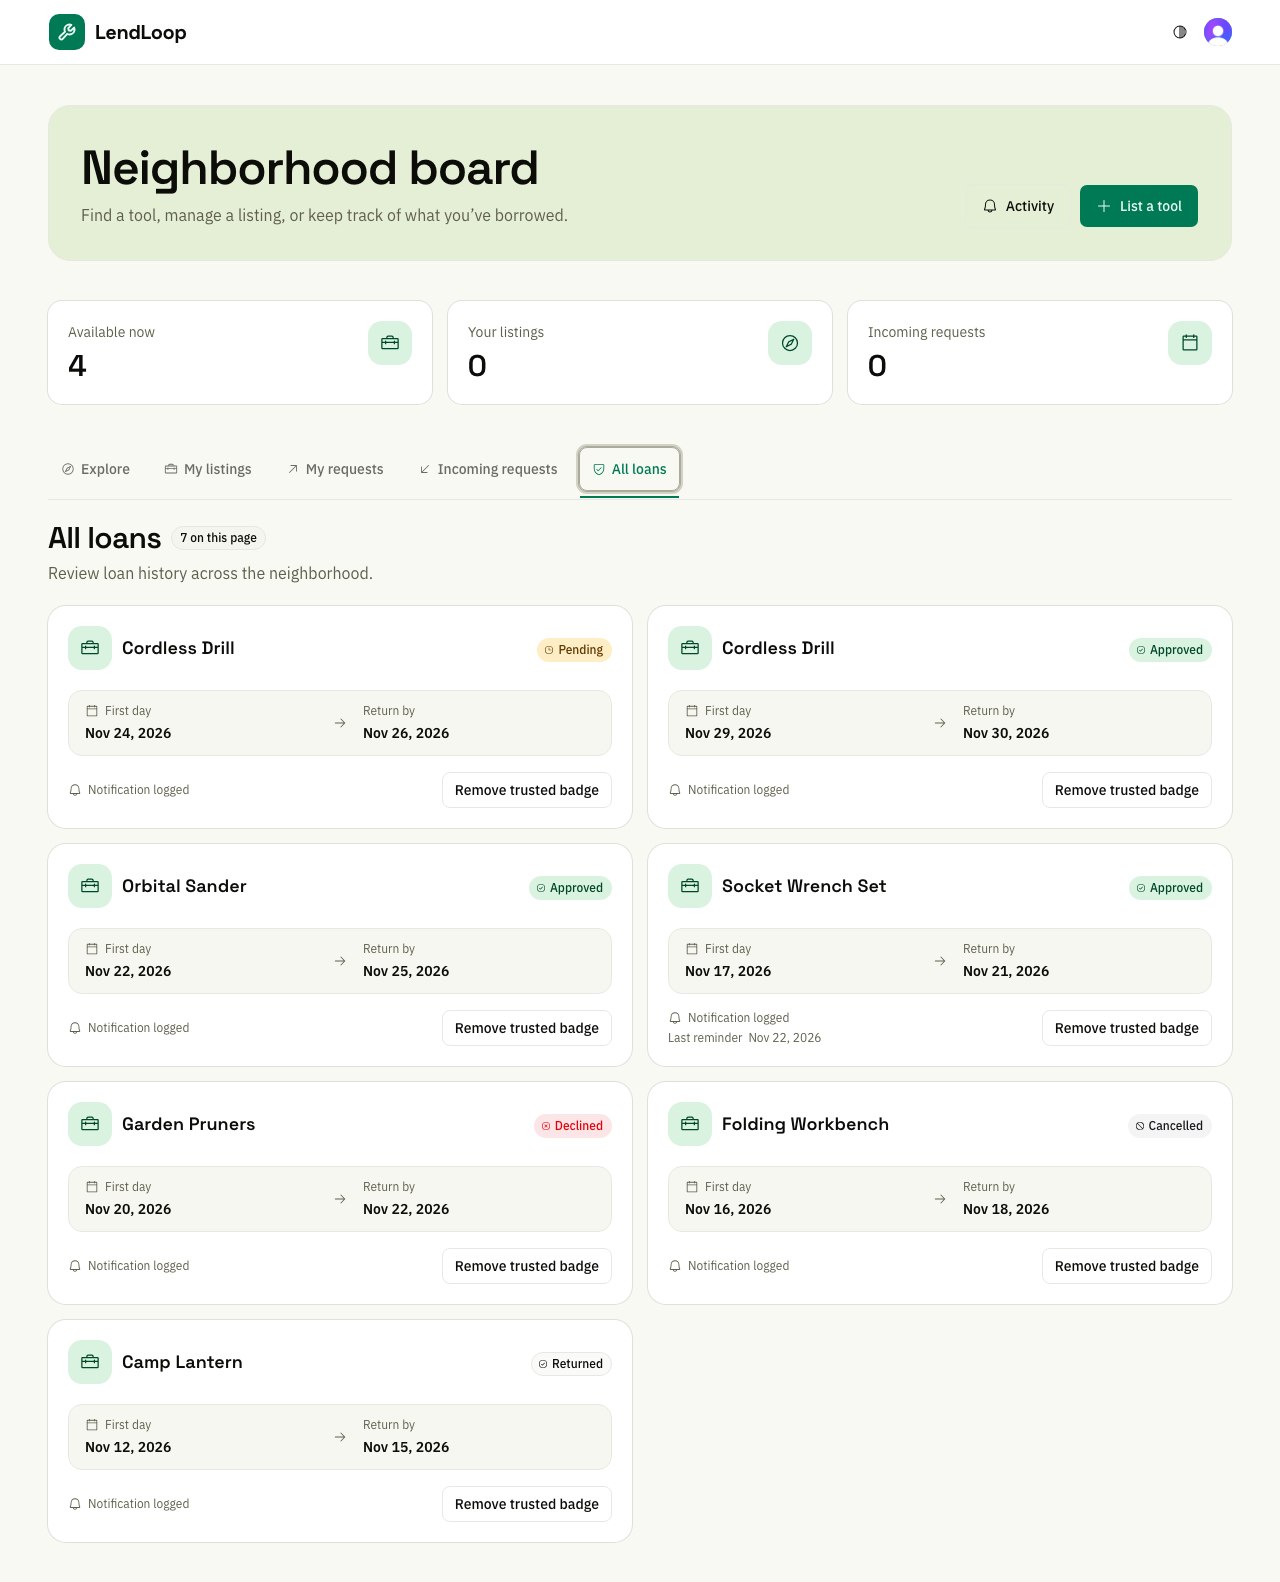 LendLoop
Neighborhood board
Find a tool, manage a listing, or keep track of what you’ve borrowed.
Activity
List a tool
Available now
4
Your listings
0
Incoming requests
0
Explore
My listings
My requests
Incoming requests
All loans
All loans
7 on this page
Review loan history across the neighborhood.
Cordless Drill
Pending
First day
Return by
Nov 24, 2026
Nov 26, 2026
Notification logged
Remove trusted badge
Cordless Drill
Approved
First day
Return by
Nov 29, 2026
Nov 30, 2026
Notification logged
Remove trusted badge
Orbital Sander
Approved
First day
Return by
Nov 22, 2026
Nov 25, 2026
Notification logged
Remove trusted badge
Socket Wrench Set
Approved
First day
Return by
Nov 17, 2026
Nov 21, 2026
Notification logged
Last reminder Nov 22, 2026
Remove trusted badge
Garden Pruners
Declined
First day
Return by
Nov 20, 2026
Nov 22, 2026
Notification logged
Remove trusted badge
Folding Workbench
Cancelled
First day
Return by
Nov 16, 2026
Nov 18, 2026
Notification logged
Remove trusted badge
Camp Lantern
Returned
First day
Return by
Nov 12, 2026
Nov 15, 2026
Notification logged
Remove trusted badge